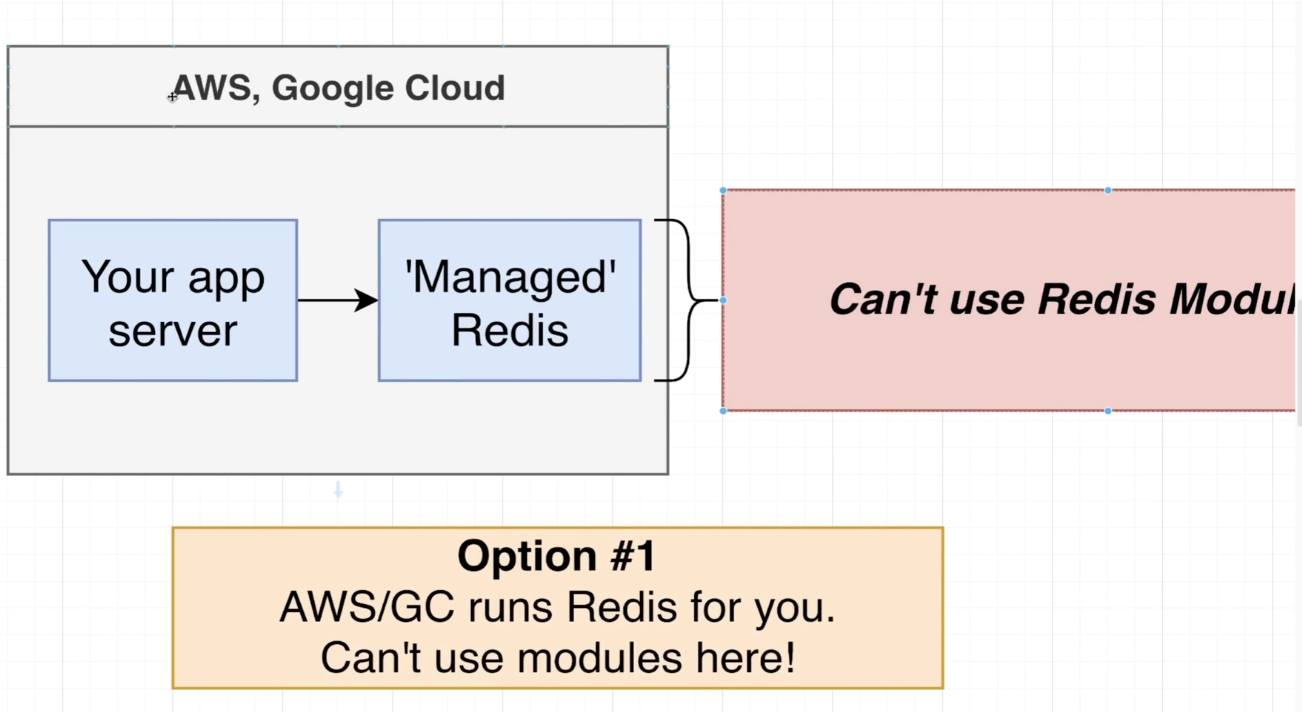 AWS, Google Cloud
Your app
server
'Managed'
Redis
Can't use Redis Modul
Option #1
AWS/GC runs Redis for you.
Can't use modules here!